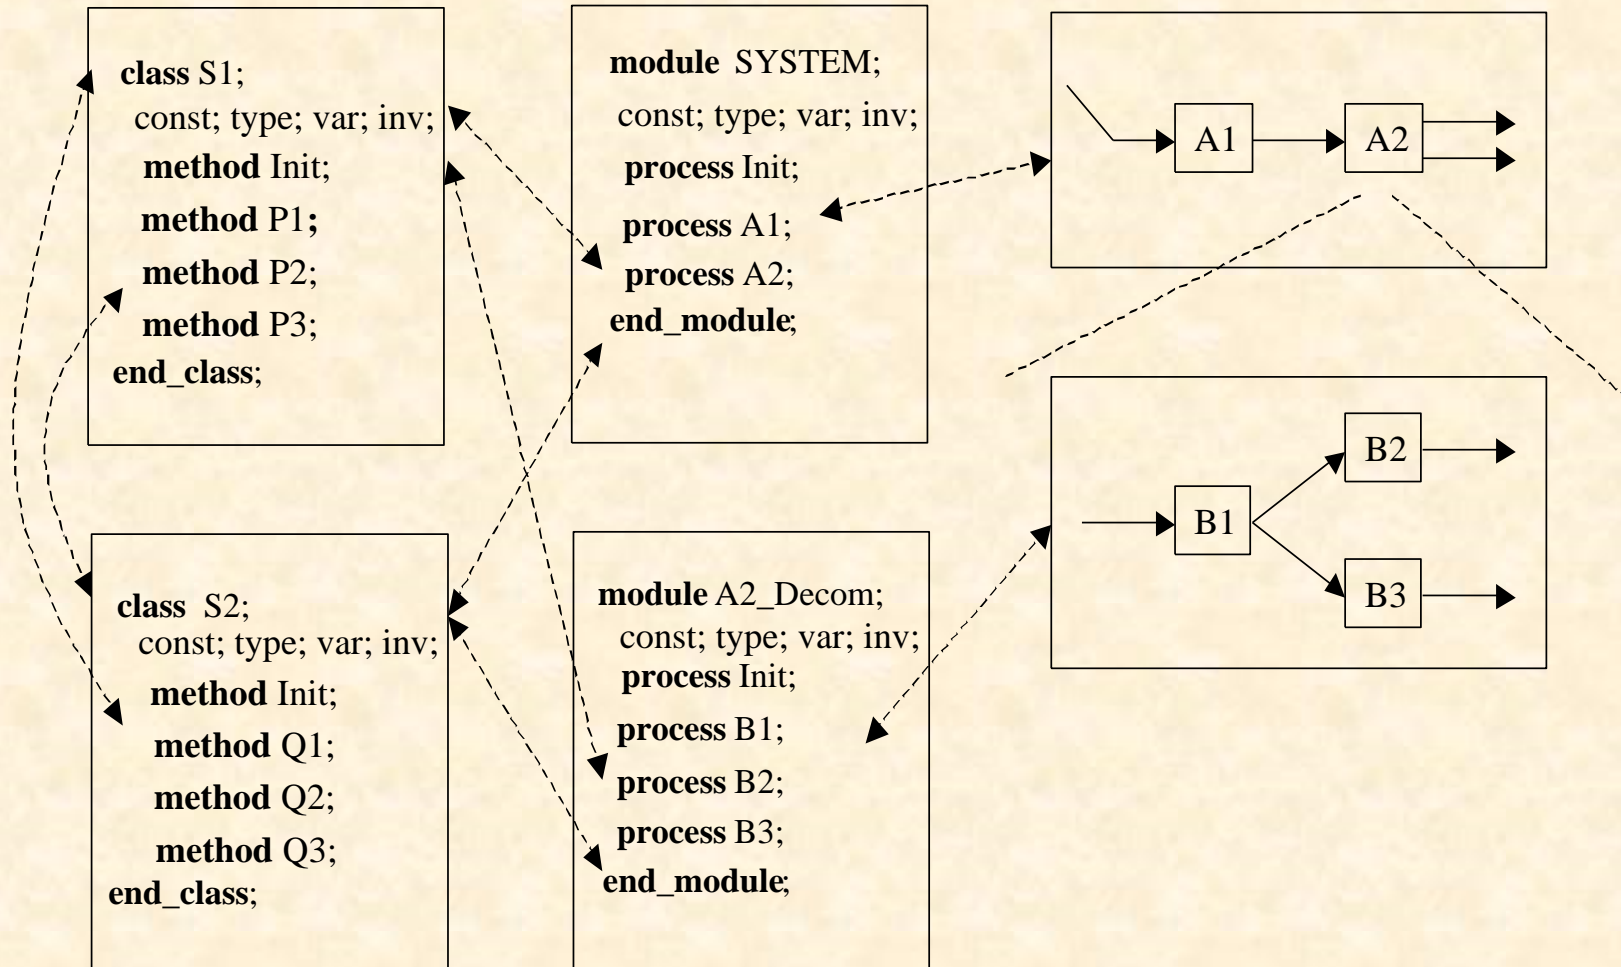 class S1;
const; type; var; inv;
method Init;
method P1;
method P2;
method P3;
end_class;
module SYSTEM;
const; type; var; inv;
process Init;
process A1;
process A2;
end_module;
A1
A2
class S2;
const; type; var; inv;
method Init;
method Q1;
method Q2;
method Q3;
end_class;
module A2_Decom;
const; type; var; inv;
process Init;
process B1;
process B2;
process B3;
end_module;
B2
B1
B3